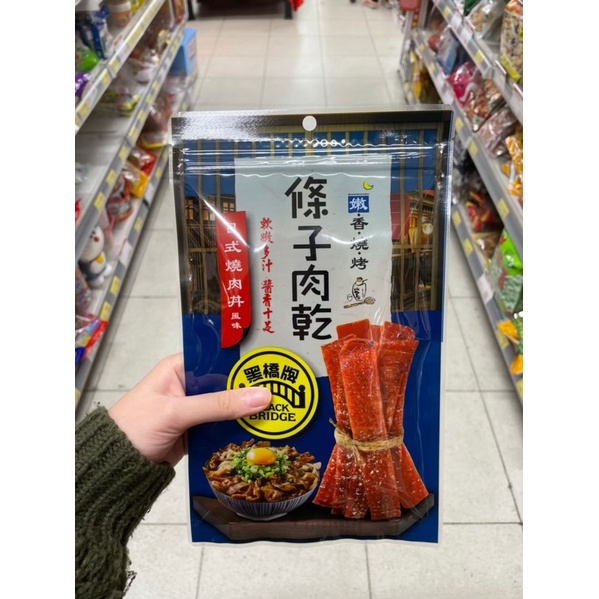 條子肉乾
嫩·香·燒·烤
軟嫩多汁 醬香十足
日式燒肉丼風味
黑橋牌
BLACK
BRIDGE